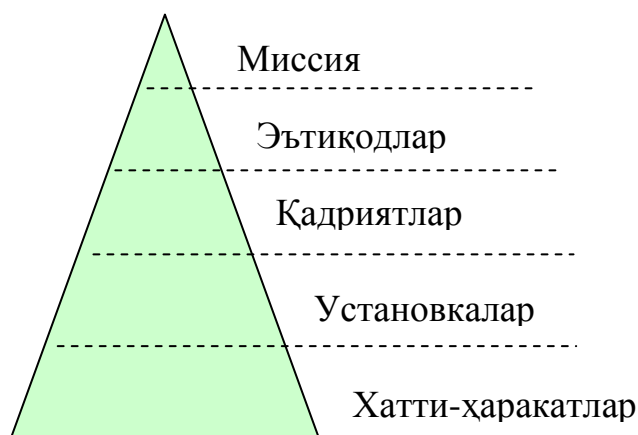 Миссия
Эътиқодлар
Қадриятлар
Установкалар
Хатти-ҳаракатлар